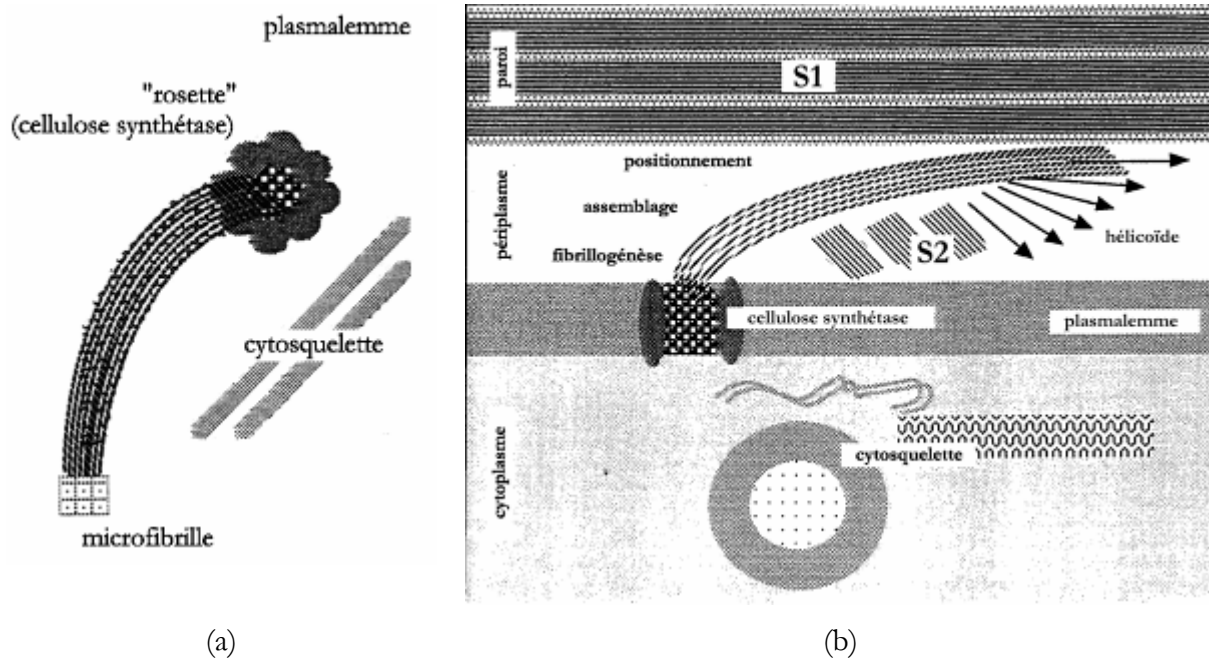 plasmalemme
"rosette"
(cellulose synthétase)
cytosquelette
microfibrille
(a)
paroi
S1
positionnement
périplasme
assemblage
S2
hélicoïde
fibrillogénèse
cellulose synthétase
plasmalemme
cytoplasme
cytosquelette
(b)